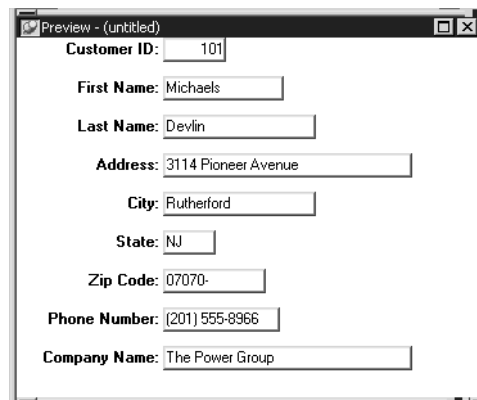 Preview - (untitled)
Customer ID: 101
First Name: Michaels
Last Name: Devlin
Address: 3114 Pioneer Avenue
City: Rutherford
State: NJ
Zip Code: 07070-
Phone Number: (201) 555-8966
Company Name: The Power Group